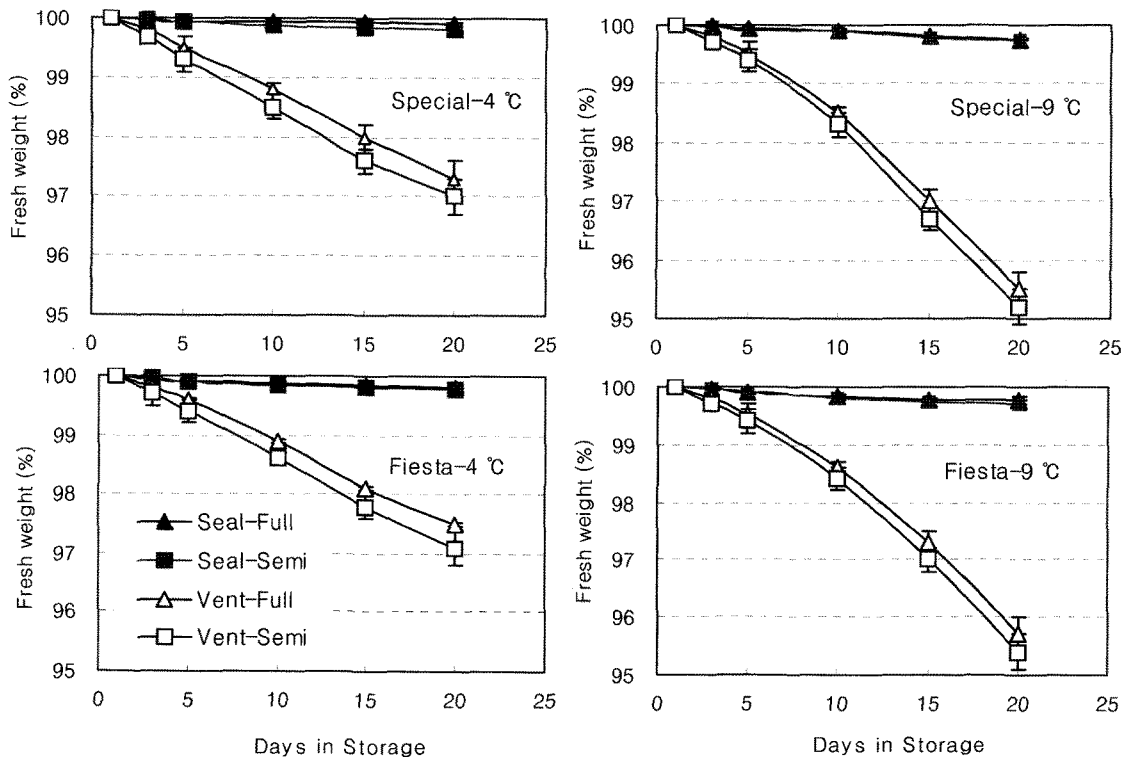 Fresh weight (%)
100
99
98
97
96
95
Special-4 ℃
0 5 10 15 20 25
Fresh weight (%)
100
99
98
97
96
95
Special-9 ℃
0 5 10 15 20 25
Fresh weight (%)
100
99
98
97
96
95
Fiesta-4 ℃
Seal-Full
Seal-Semi
Vent-Full
Vent-Semi
0 5 10 15 20 25
Days in Storage
Fresh weight (%)
100
99
98
97
96
95
Fiesta-9 ℃
0 5 10 15 20 25
Days in Storage